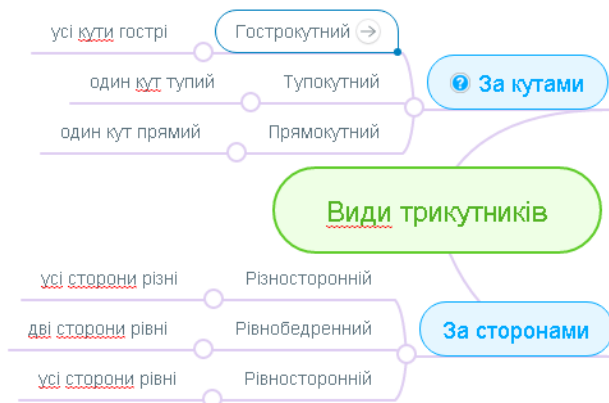 усі кути гострі Гострокутний
За кутами
один кут тупий Тупокутний
один кут прямий Прямокутний
Види трикутників
усі сторони різні Різносторонній
дві сторони рівні Рівнобедренний
За сторонами
усі сторони рівні Рівносторонній